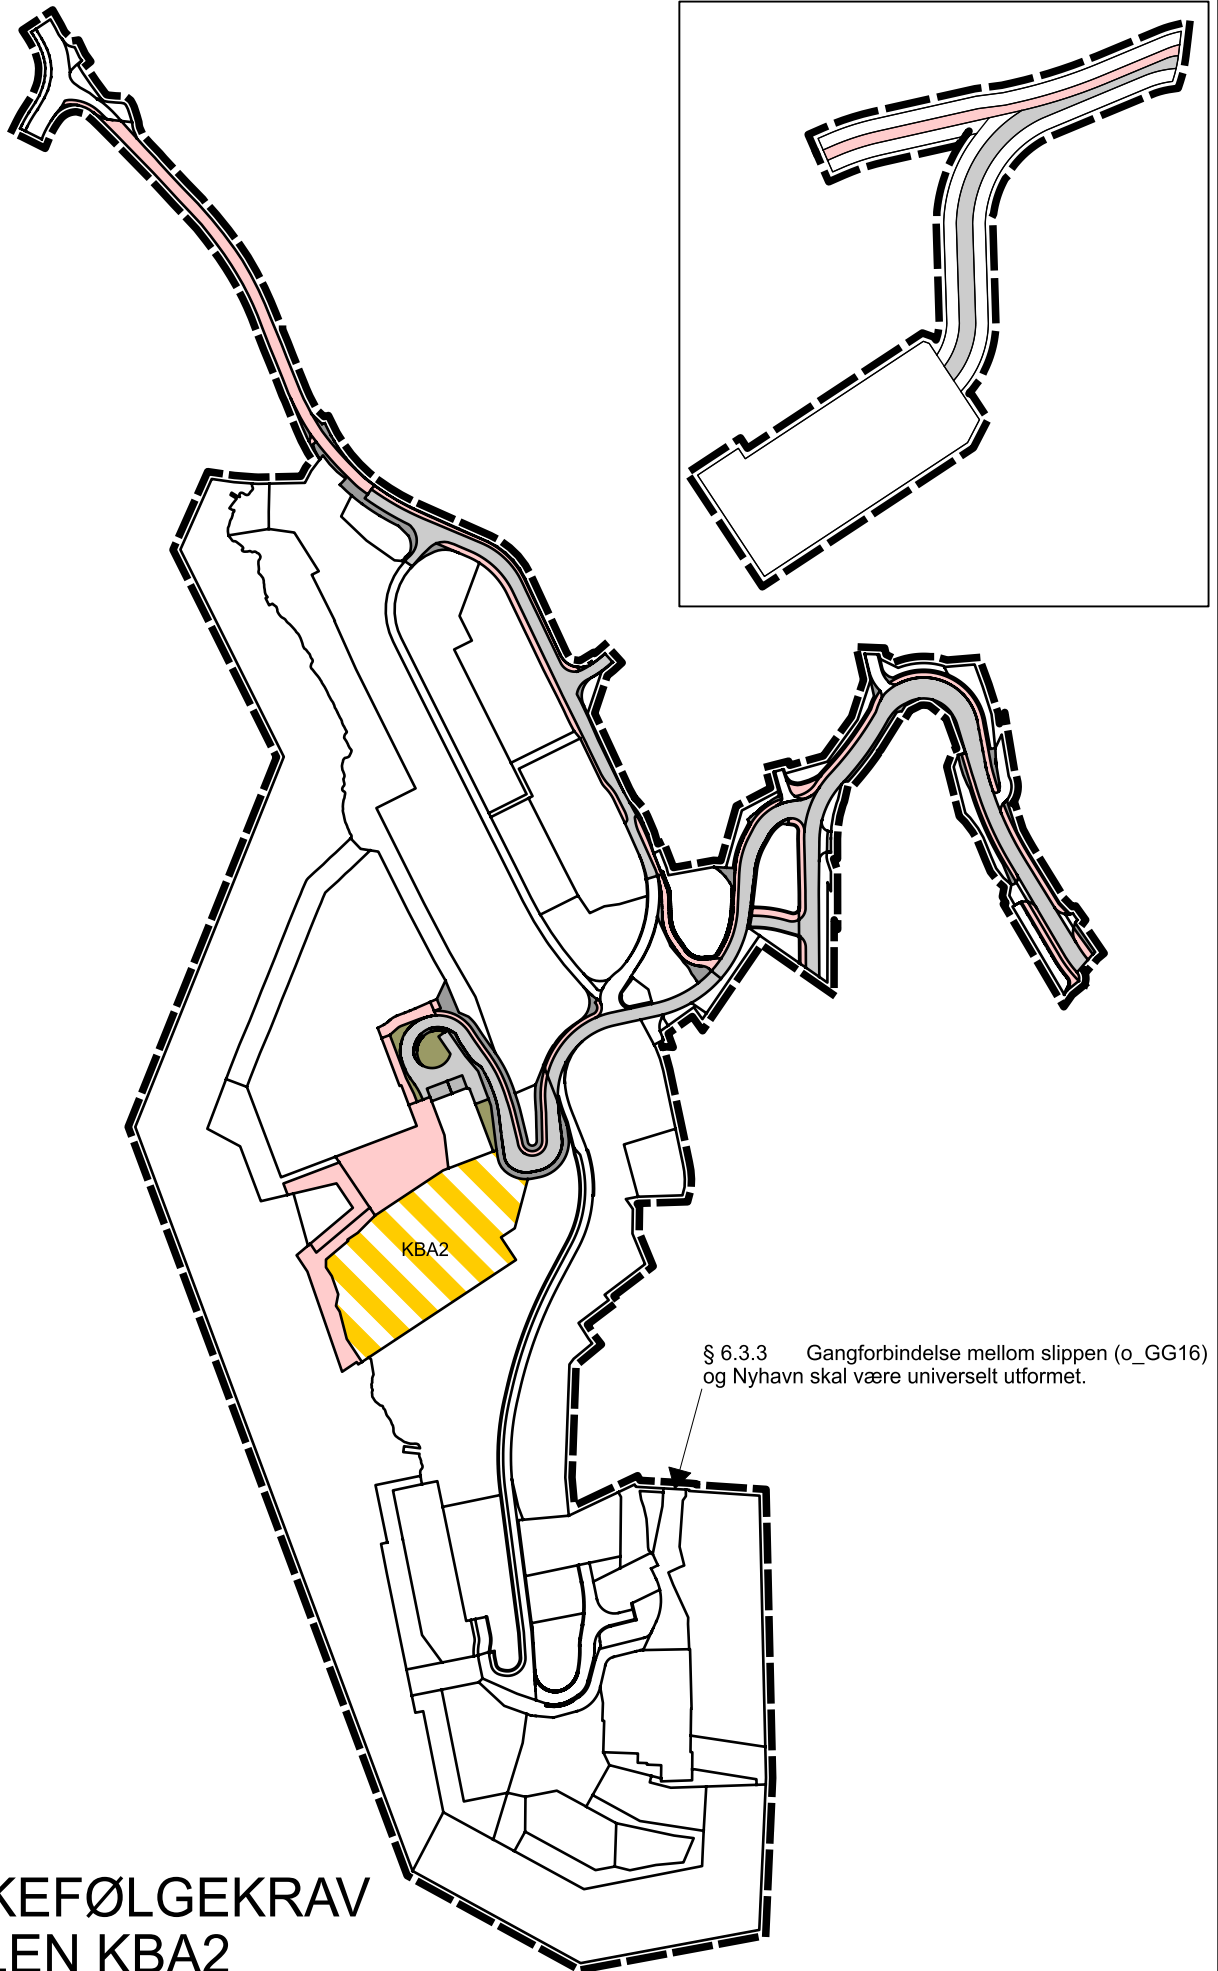 KBA2
§ 6.3.3 Gangforbindelse mellom slippen (o_GG16)
og Nyhavn skal være universelt utformet.
KEFØLGEKRAV
LEN KBA2